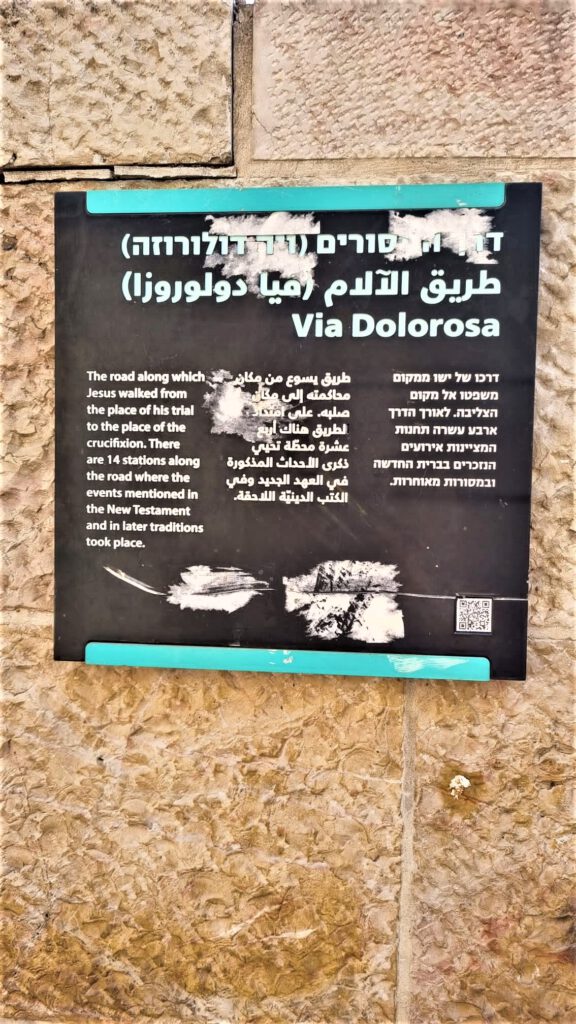 דרך הייסורים (ויה דולורוזה)
طريق الآلام (فيا دولوروزا)
Via Dolorosa
The road along which
Jesus walked from
the place of his trial
to the place of the
crucifixion. There
are 14 stations along
the road where the
events mentioned in
the New Testament
and in later traditions
took place.
طريق يسوع من مكان
محاكمته إلى مكان
صلبه. على امتداد
الطريق هناك أربع
عشرة محطّة تحيي
ذكرى الأحداث المذكورة
في العهد الجديد وفي
الكتب الدينيّة اللاحقة.
דרכו של ישו ממקום
משפטו אל מקום
הצליבה. לאורך הדרך
ארבע עשרה תחנות
המציינות אירועים
הנזכרים בברית החדשה
ובמסורות מאוחרות.